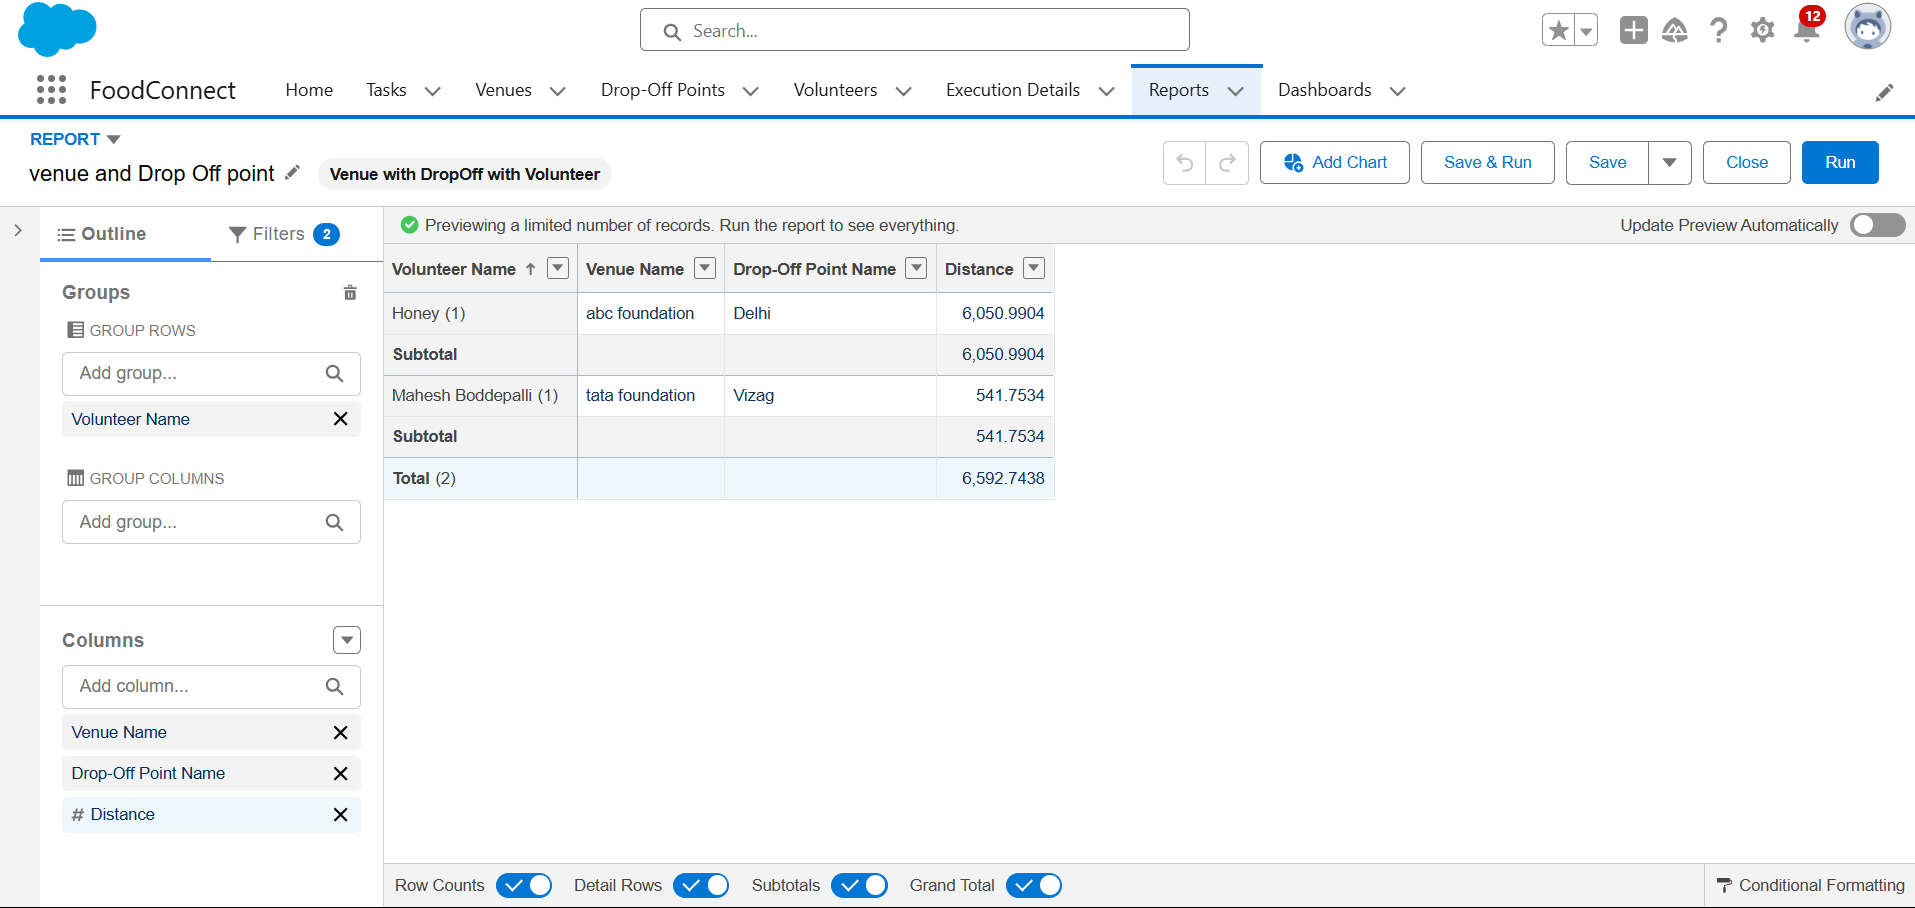 Search...
12
FoodConnect Home Tasks Venues Drop-Off Points Volunteers Execution Details Reports Dashboards
REPORT
venue and Drop Off point Venue with DropOff with Volunteer
Add Chart Save & Run Save Close Run
Outline Filters 2
Previewing a limited number of records. Run the report to see everything. Update Preview Automatically
Groups
GROUP ROWS
Add group...
Volunteer Name
GROUP COLUMNS
Add group...
Columns
Add column...
Venue Name
Drop-Off Point Name
# Distance
Volunteer Name Venue Name Drop-Off Point Name Distance
Honey (1) abc foundation Delhi 6,050.9904
Subtotal 6,050.9904
Mahesh Boddepalli (1) tata foundation Vizag 541.7534
Subtotal 541.7534
Total (2) 6,592.7438
Row Counts Detail Rows Subtotals Grand Total Conditional Formatting